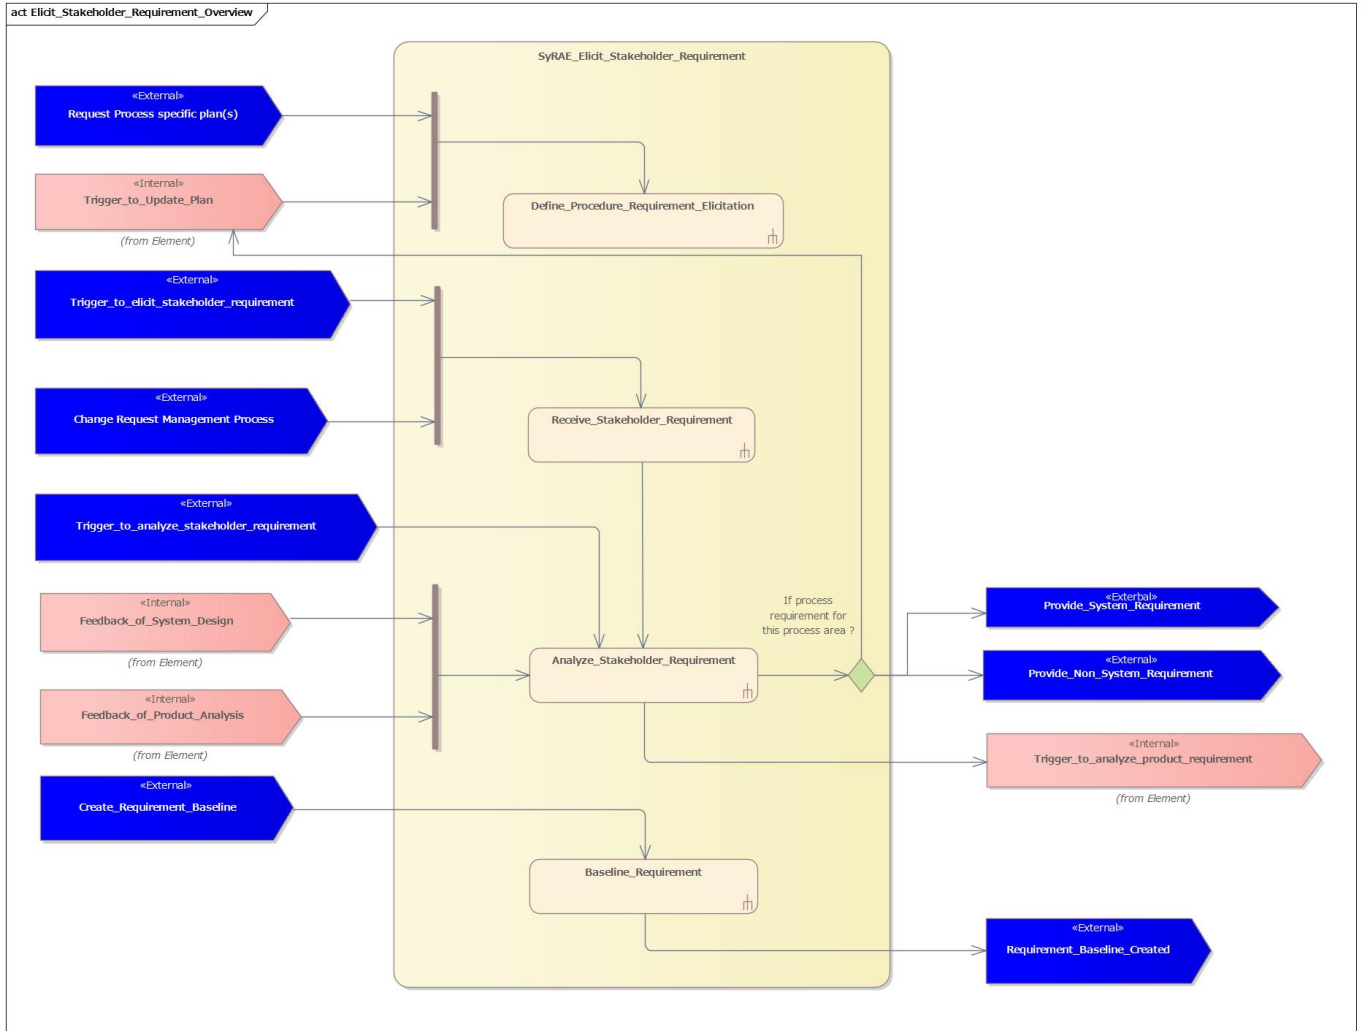 act Elicit_Stakeholder_Requirement_Overview
SyRAE_Elicit_Stakeholder_Requirement
«External»
Request Process specific plan(s)
«Internal»
Trigger_to_Update_Plan
(from Element)
Define_Procedure_Requirement_Elicitation
«External»
Trigger_to_elicit_stakeholder_requirement
«External»
Change Request Management Process
Receive_Stakeholder_Requirement
«External»
Trigger_to_analyze_stakeholder_requirement
«Internal»
Feedback_of_System_Design
(from Element)
«Internal»
Feedback_of_Product_Analysis
(from Element)
Analyze_Stakeholder_Requirement
If process
requirement for
this process area ?
«Exterbal»
Provide_System_Requirement
«External»
Provide_Non_System_Requirement
«Internal»
Trigger_to_analyze_product_requirement
(from Element)
«External»
Create_Requirement_Baseline
Baseline_Requirement
«External»
Requirement_Baseline_Created